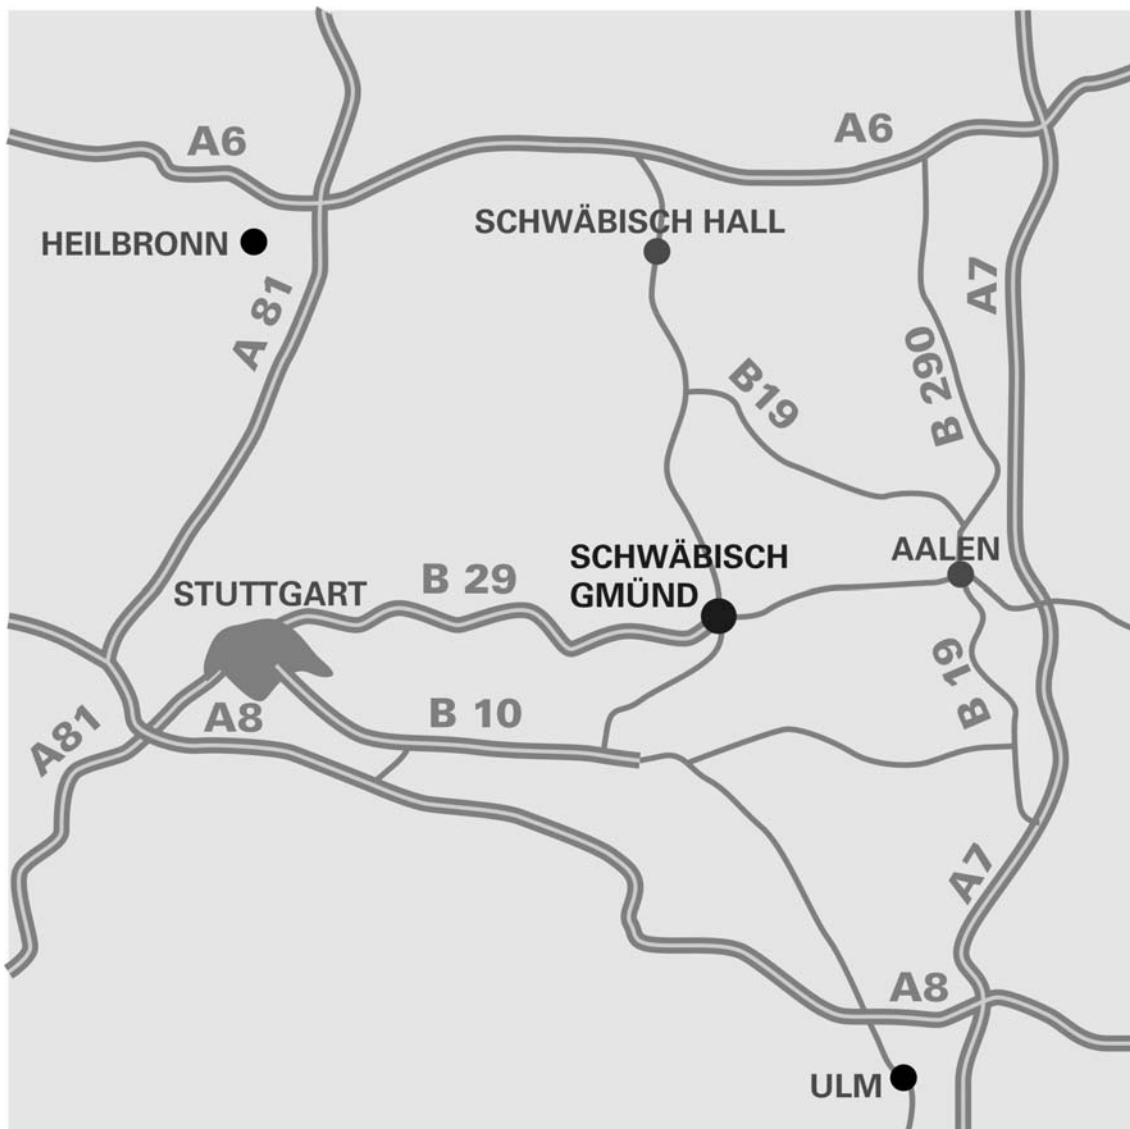 A6
A6
SCHWÄBISCH HALL
HEILBRONN
A 81
A7
B 290
B19
SCHWÄBISCH
GMÜND
AALEN
B 29
STUTTGART
B 19
B 10
A8
A81
A7
A8
ULM